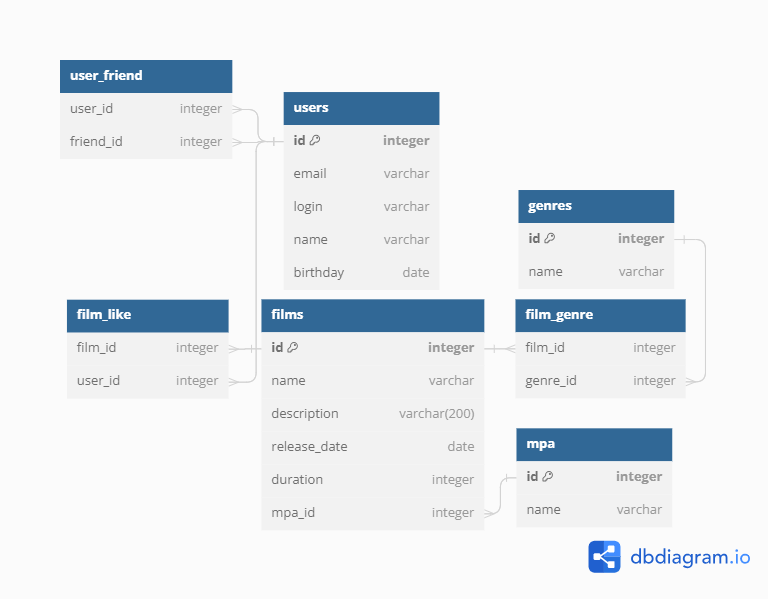 user_friend
user_id integer
friend_id integer
users
id integer
email varchar
login varchar
name varchar
birthday date
genres
id integer
name varchar
film_like
film_id integer
user_id integer
films
id integer
name varchar
description varchar(200)
release_date date
duration integer
mpa_id integer
film_genre
film_id integer
genre_id integer
mpa
id integer
name varchar
dbdiagram.io